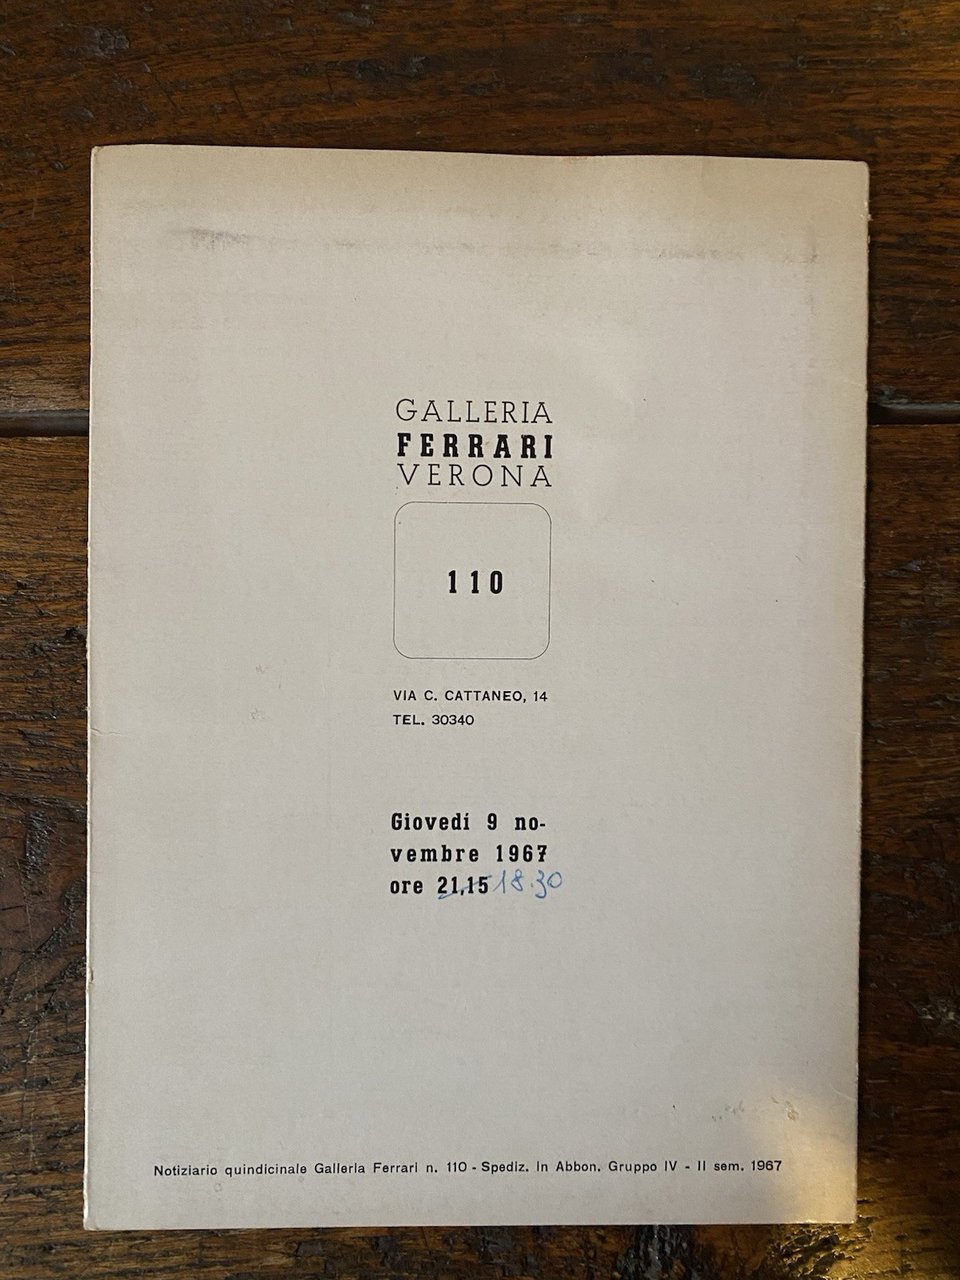 GALLERIA
FERRARI
VERONA
110
VIA C. CATTANEO, 14
TEL. 30340
Giovedí 9 no-
vembre 1967
ore 21,15 18.30
Notiziario quindicinale Galleria Ferrari n. 110 - Spediz. in Abbon. Gruppo IV - II sem. 1967